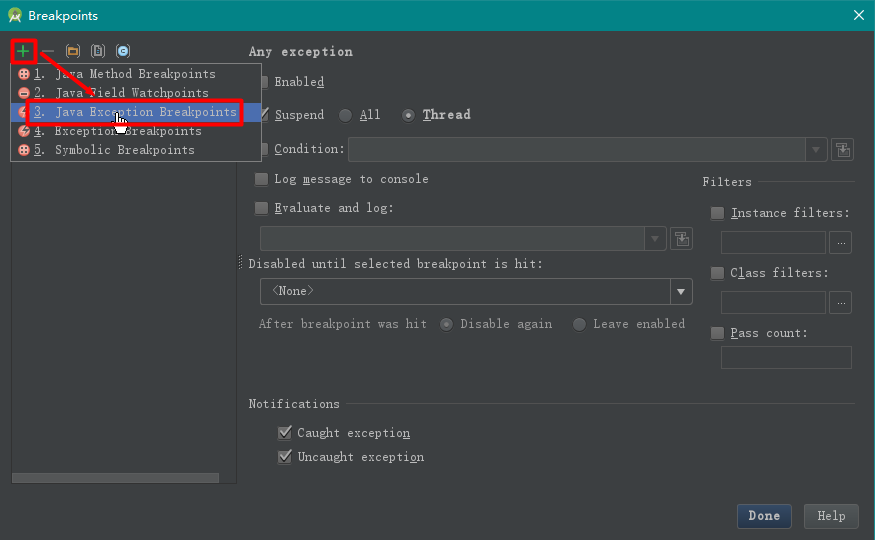 Breakpoints
Any exception
1. Java Method Breakpoints
2. Java Field Watchpoints
3. Java Exception Breakpoints
4. Exception Breakpoints
5. Symbolic Breakpoints
Enabled
Suspend All Thread
Condition:
Log message to console
Evaluate and log:
Disabled until selected breakpoint is hit:
<None>
After breakpoint was hit Disable again Leave enabled
Filters
Instance filters:
...
Class filters:
...
Pass count:
Notifications
Caught exception
Uncaught exception
Done Help